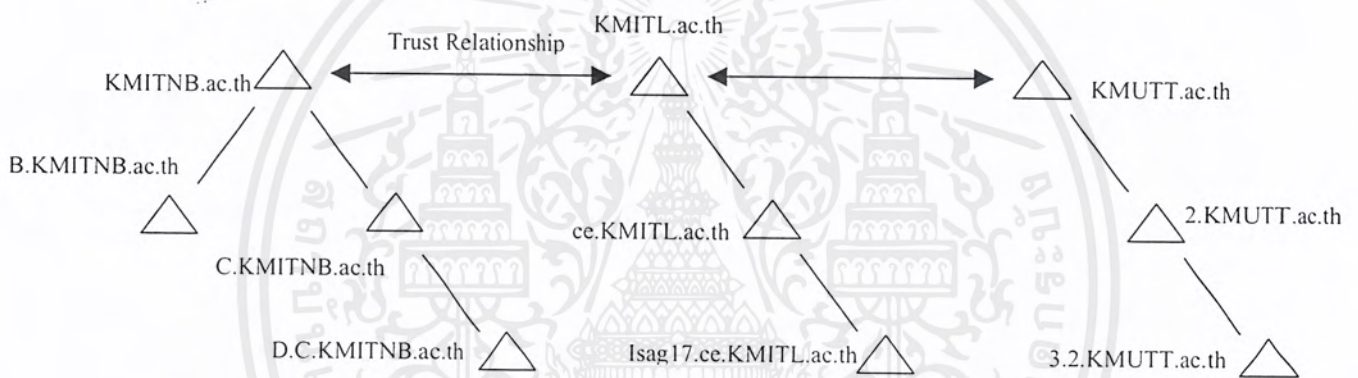 KMITL.ac.th
Trust Relationship
KMITNB.ac.th
KMUTT.ac.th
B.KMITNB.ac.th
2.KMUTT.ac.th
ce.KMITL.ac.th
C.KMITNB.ac.th
D.C.KMITNB.ac.th
Isag17.ce.KMITL.ac.th
3.2.KMUTT.ac.th